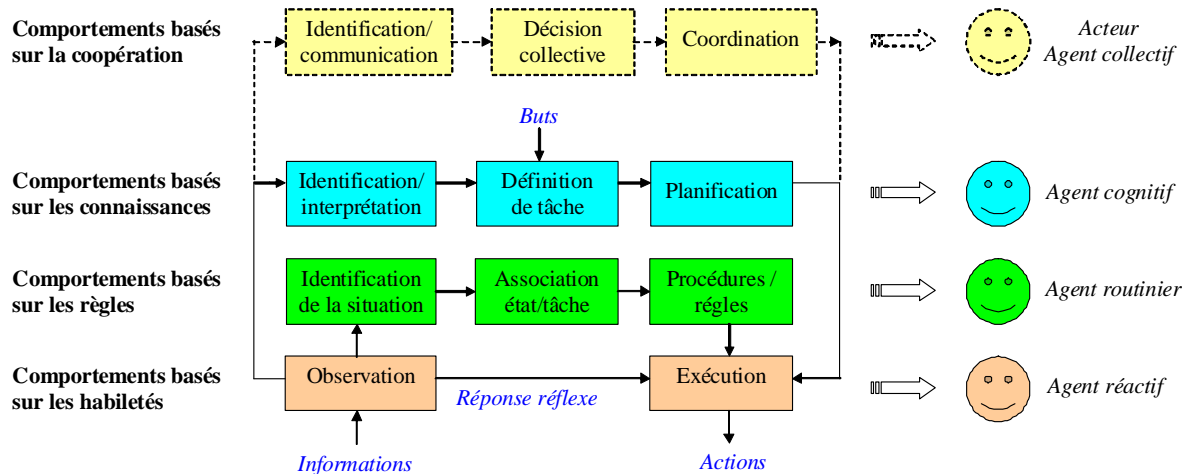 Comportements basés
sur la coopération
Identification/
communication
Décision
collective
Coordination
Acteur
Agent collectif
Buts
Comportements basés
sur les connaissances
Identification/
interprétation
Définition
de tâche
Planification
Agent cognitif
Comportements basés
sur les règles
Identification
de la situation
Association
état/tâche
Procédures /
régles
Agent routinier
Comportements basés
sur les habiletés
Observation
Réponse réflexe
Exécution
Agent réactif
Informations
Actions